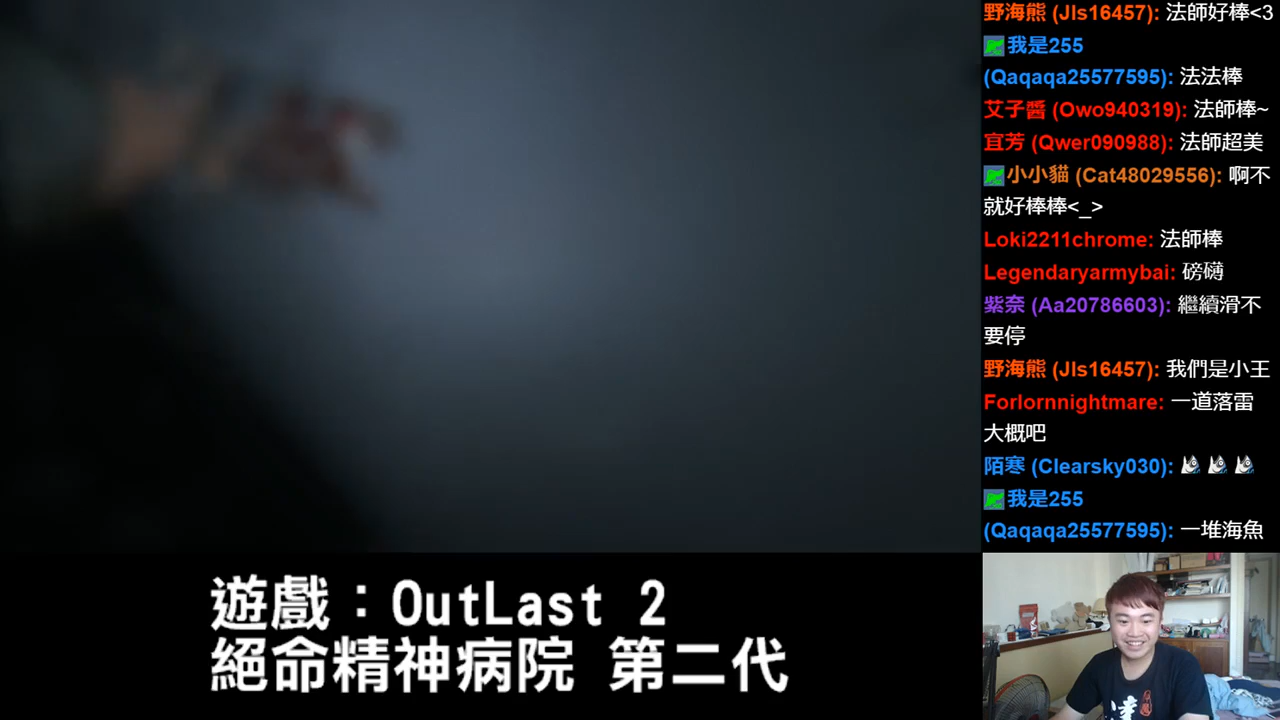 野海熊 (Jls16457): 法師好棒<3
我是255
(Qaqaqa25577595): 法法棒
艾子醬 (Owo940319): 法師棒~
宜芳 (Qwer090988): 法師超美
小小貓 (Cat48029556): 啊不
就好棒棒<_>
Loki2211chrome: 法師棒
Legendaryarmybai: 磅礴
紫奈 (Aa20786603): 繼續滑不
要停
野海熊 (Jls16457): 我們是小王
Forlornnightmare: 一道落雷
大概吧
陌寒 (Clearsky030):
我是255
(Qaqaqa25577595): 一堆海魚
遊戲：OutLast 2
絕命精神病院 第二代